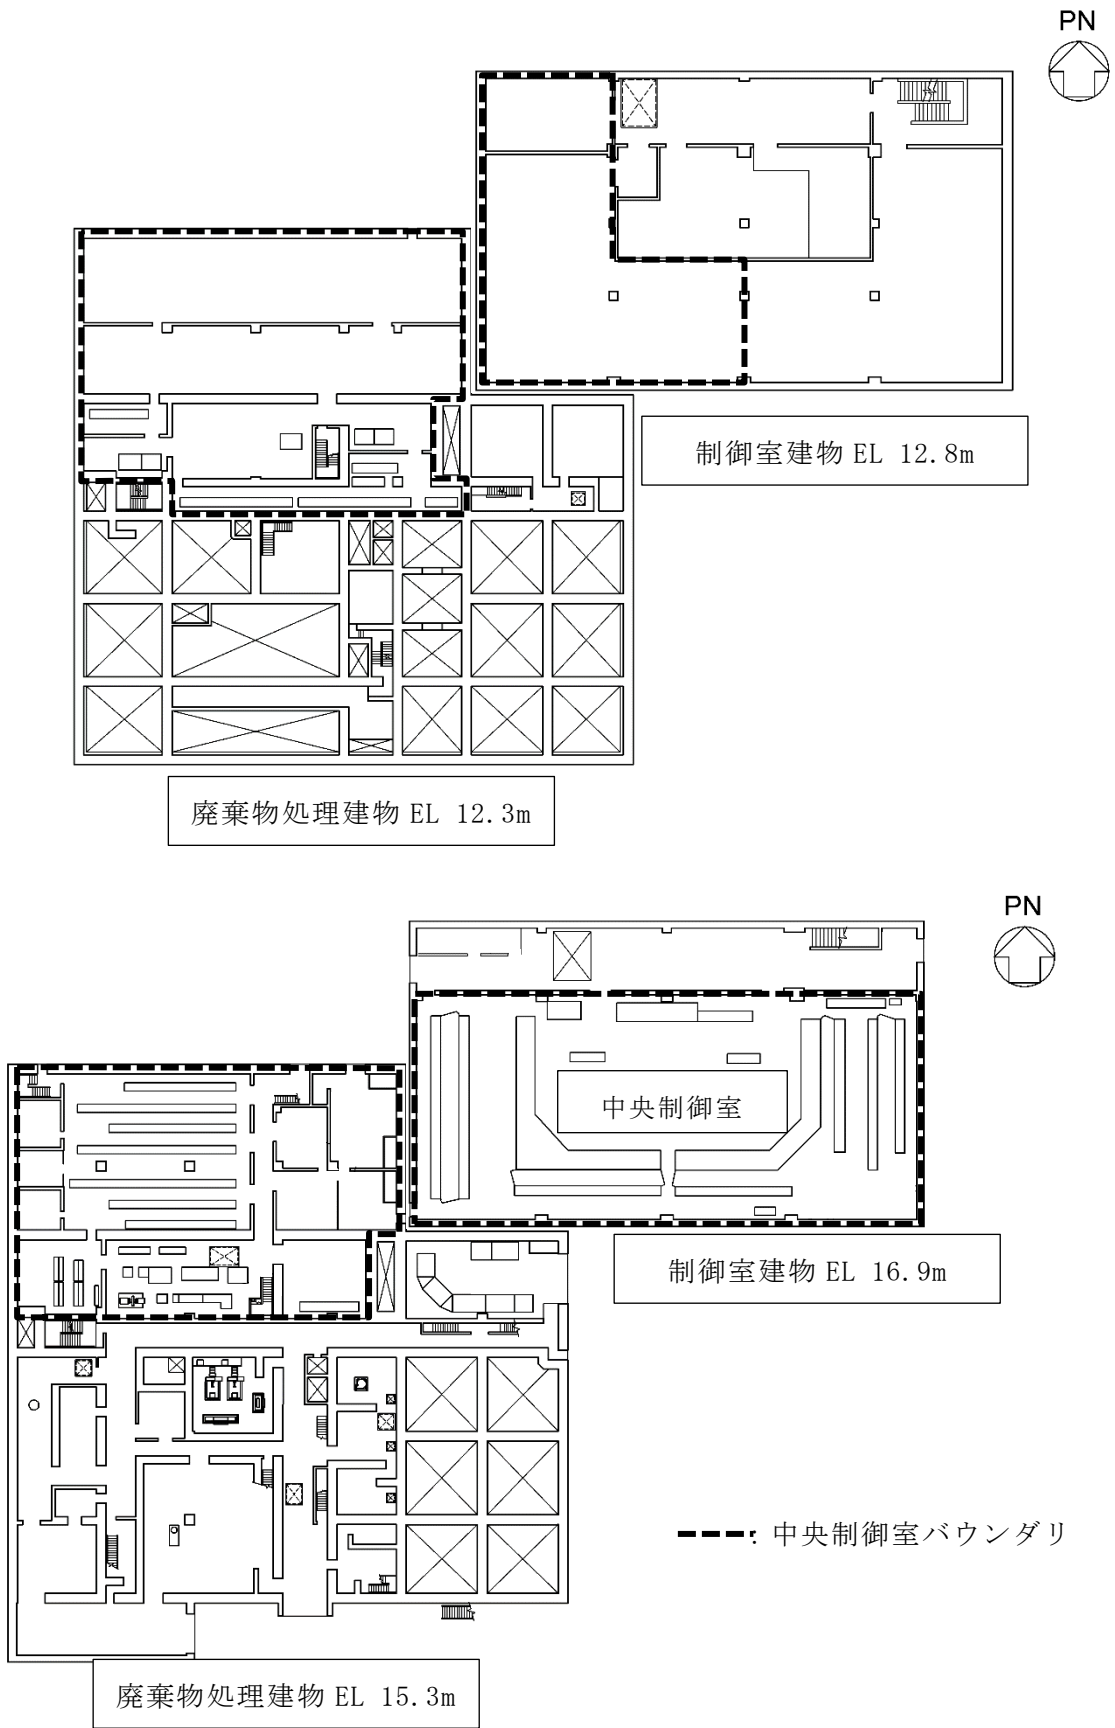 PN
制御室建物 EL 12.8m
廃棄物処理建物 EL 12.3m
PN
中央制御室
制御室建物 EL 16.9m
: 中央制御室バウンダリ
廃棄物処理建物 EL 15.3m